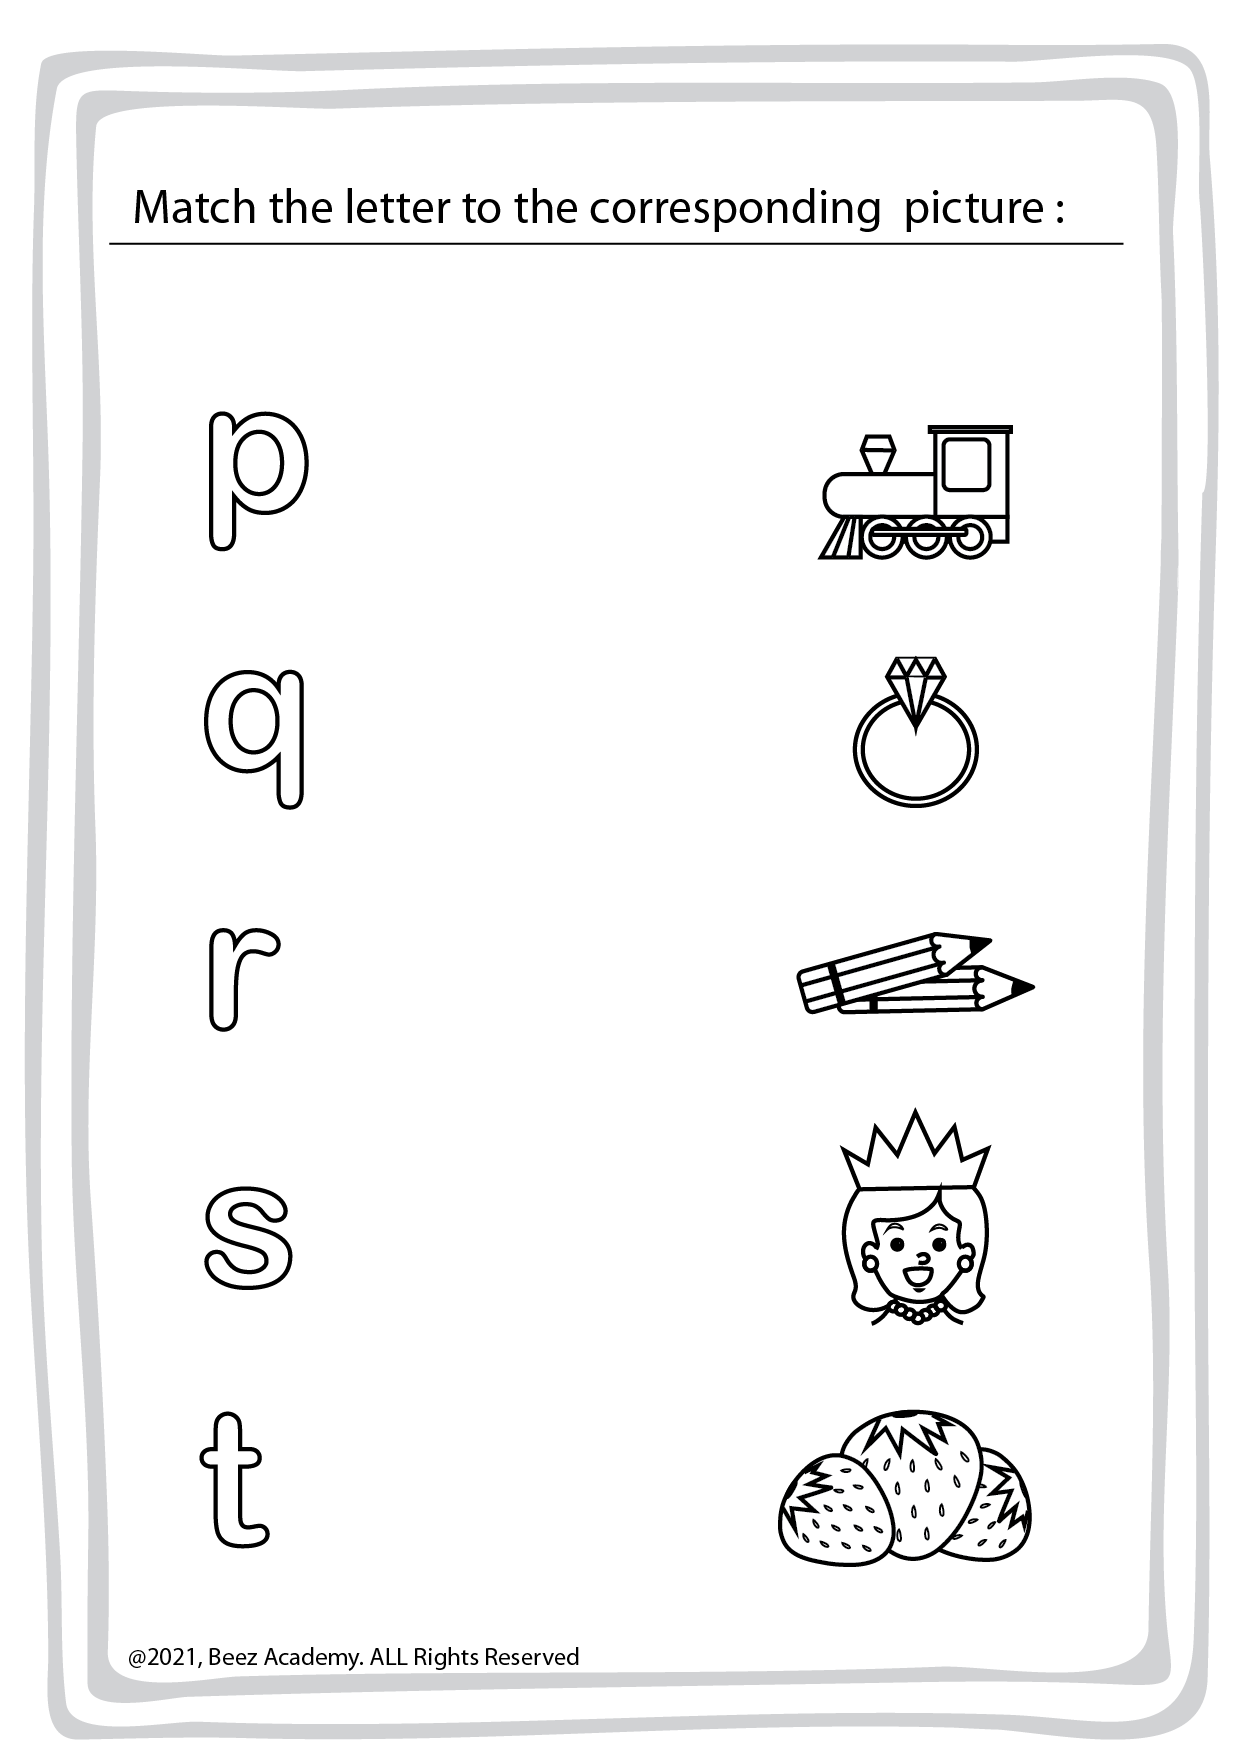 Match the letter to the corresponding picture :
p
q
r
s
t
@2021, Beez Academy. ALL Rights Reserved